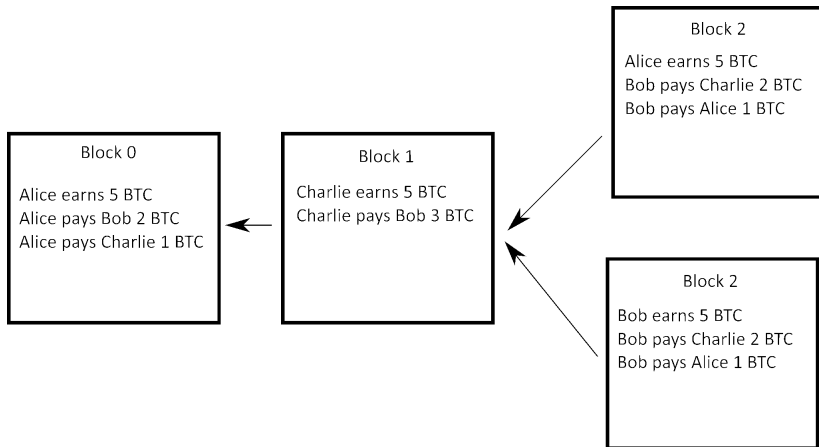 Block 0
Alice earns 5 BTC
Alice pays Bob 2 BTC
Alice pays Charlie 1 BTC
Block 1
Charlie earns 5 BTC
Charlie pays Bob 3 BTC
Block 2
Alice earns 5 BTC
Bob pays Charlie 2 BTC
Bob pays Alice 1 BTC
Block 2
Bob earns 5 BTC
Bob pays Charlie 2 BTC
Bob pays Alice 1 BTC